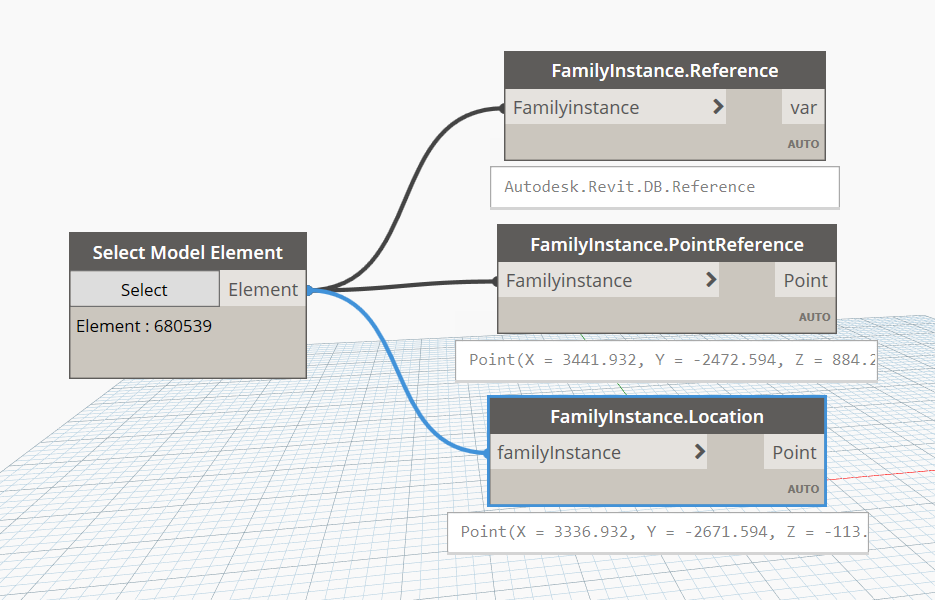 FamilyInstance.Reference
Familyinstance var
AUTO
Autodesk.Revit.DB.Reference
FamilyInstance.PointReference
Familyinstance Point
AUTO
Point(X = 3441.932, Y = -2472.594, Z = 884.2
Select Model Element
Select Element
Element : 680539
FamilyInstance.Location
familyInstance Point
AUTO
Point(X = 3336.932, Y = -2671.594, Z = -113.